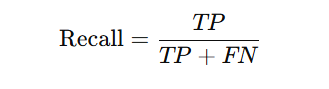 Recall = TP / TP + FN